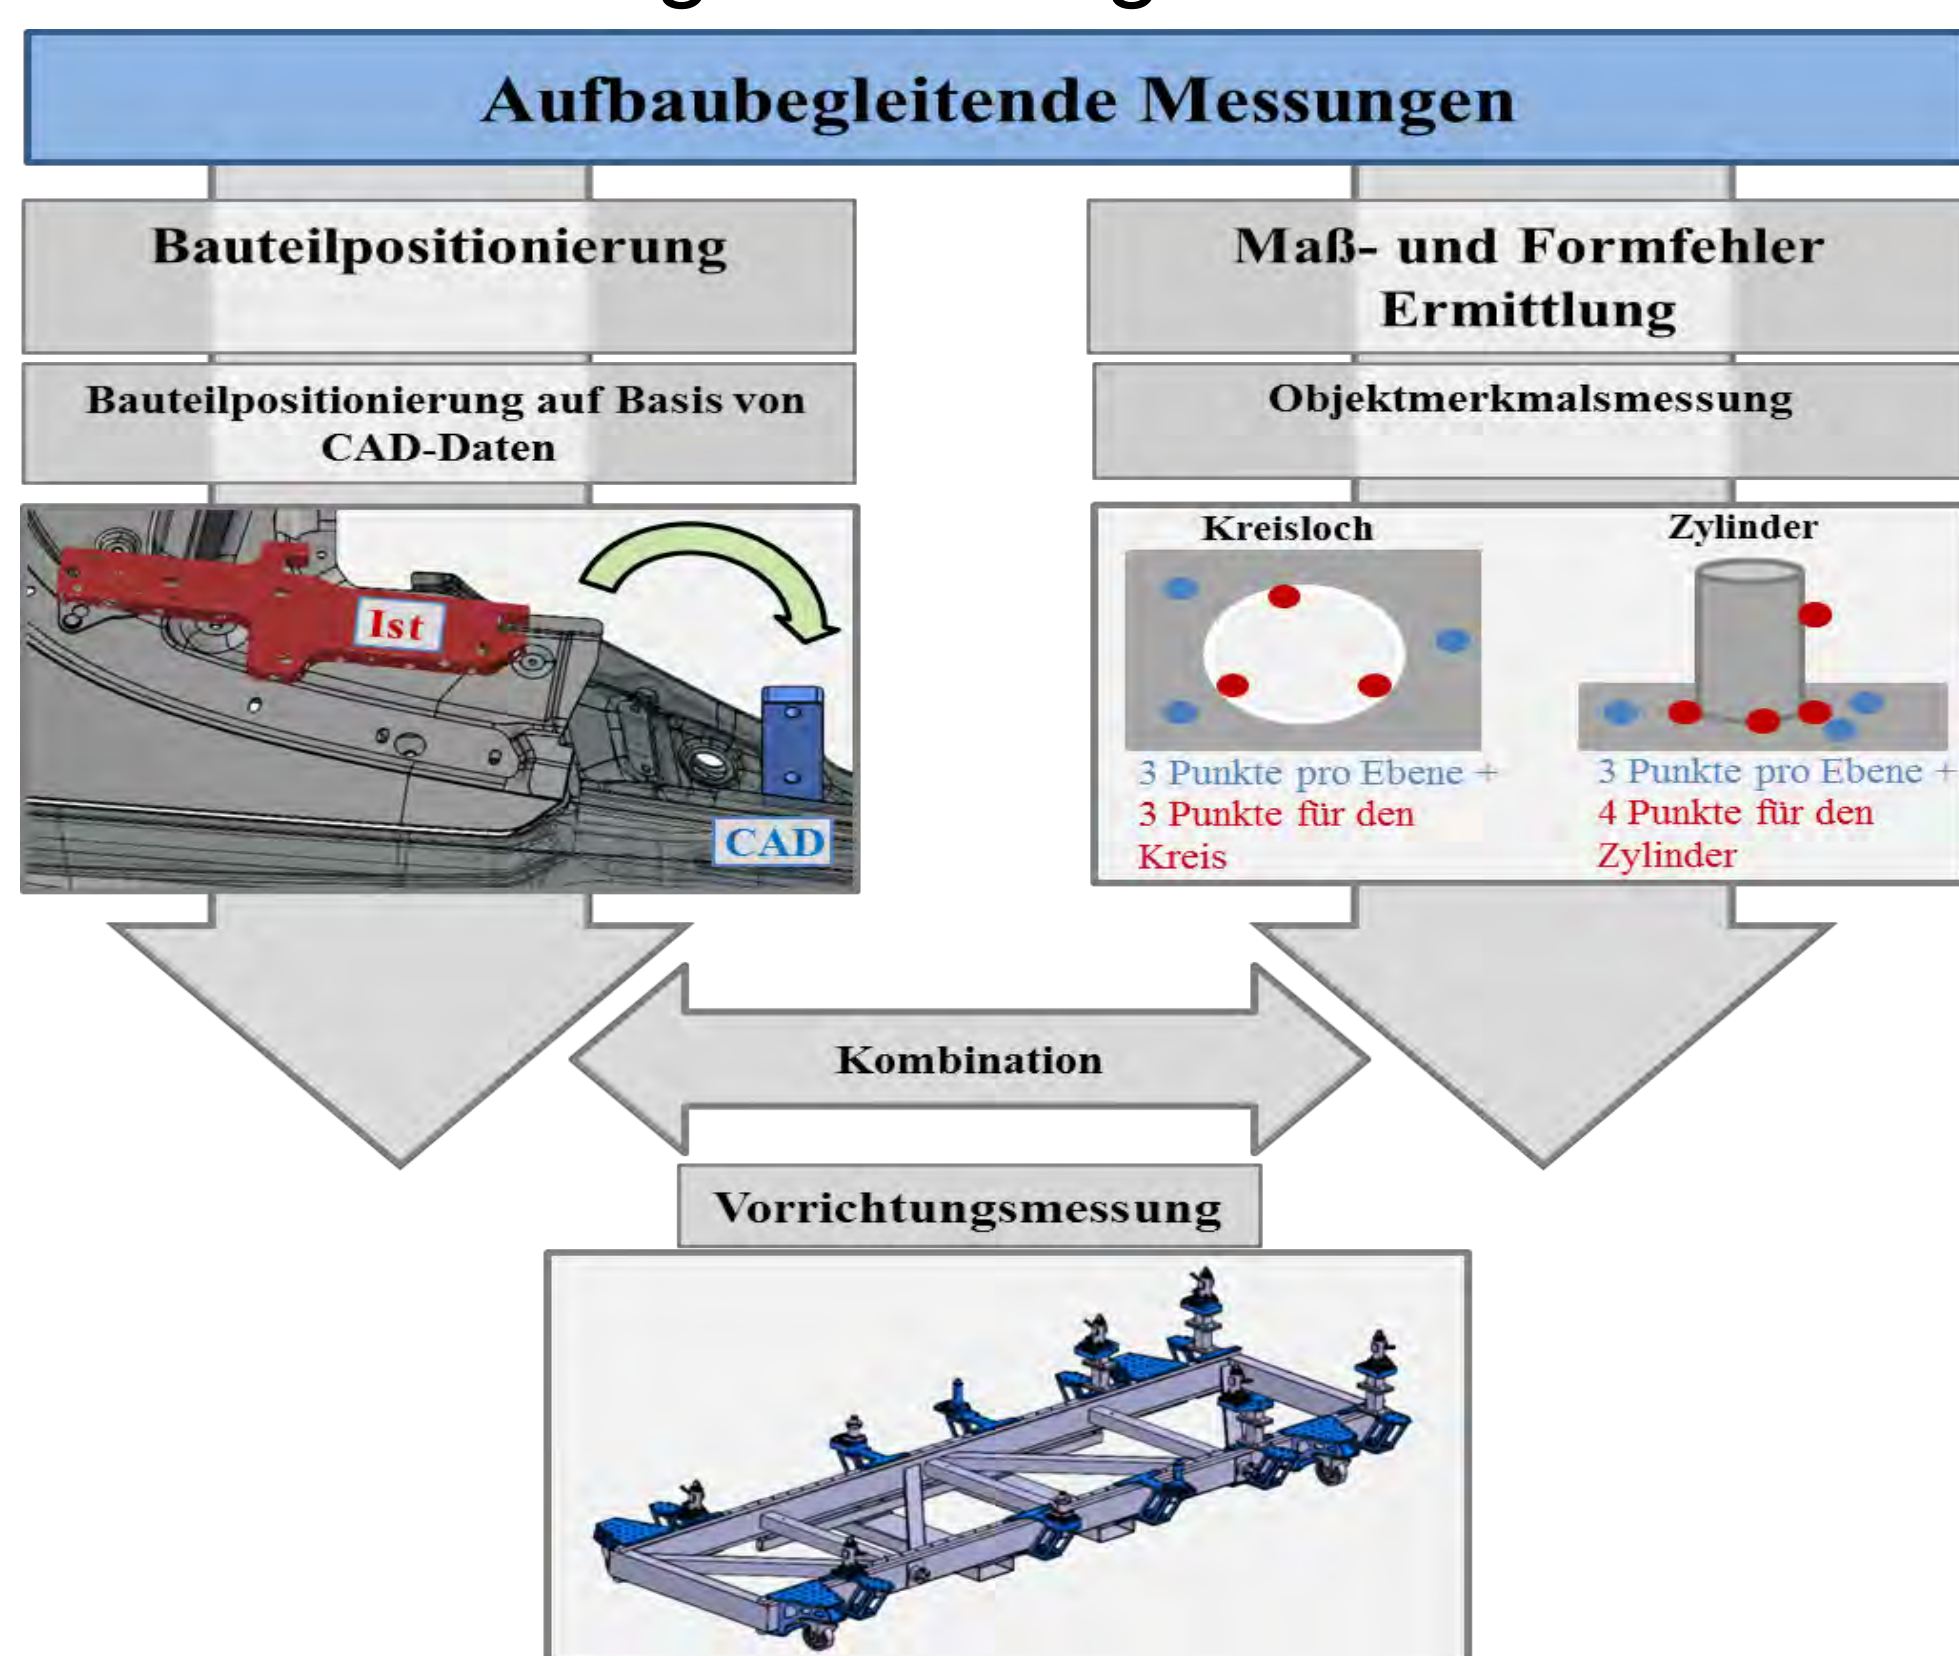 Aufbaubegleitende Messungen
Bauteilpositionierung
Bauteilpositionierung auf Basis von
CAD-Daten
Ist
CAD
Maß- und Formfehler
Ermittlung
Objektmerkmalsmessung
Kreisloch
3 Punkte pro Ebene +
3 Punkte für den
Kreis
Zylinder
3 Punkte pro Ebene +
4 Punkte für den
Zylinder
Kombination
Vorrichtungsmessung